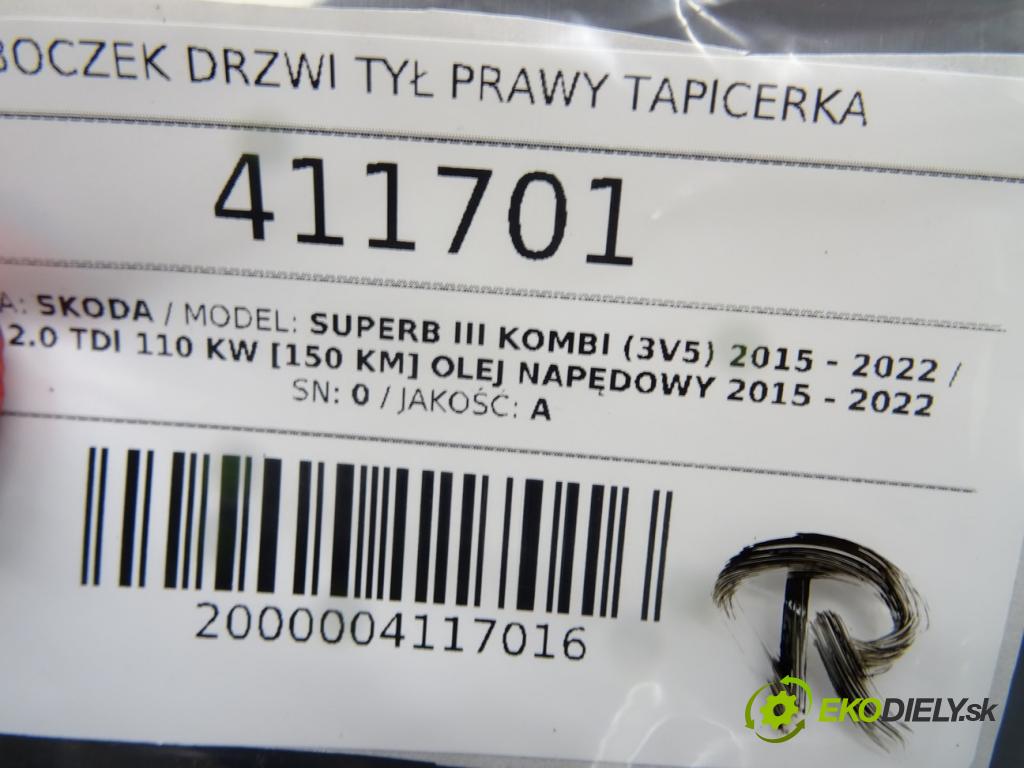 BOCZEK DRZWI TYŁ PRAWY TAPICERKA
411701
A: SKODA / MODEL: SUPERB III KOMBI (3V5) 2015 - 2022 /
2.0 TDI 110 KW [150 KM] OLEJ NAPĘDOWY 2015 - 2022
SN: 0 / JAKOŚĆ: A
2000004117016
R
EKODIELY.sk